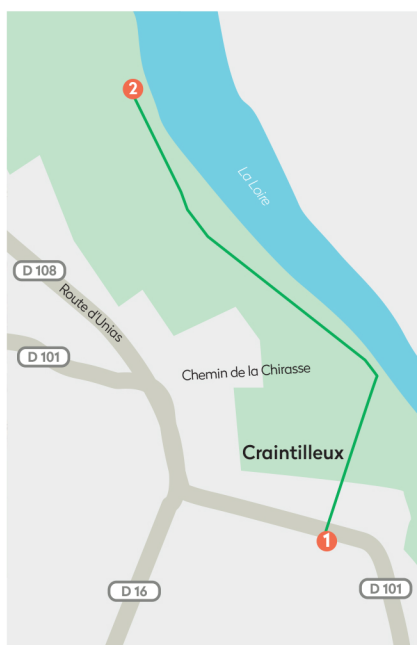 2
La Loire
D 108
Route d'Unias
D 101
Chemin de la Chirasse
Craintilleux
1
D 16
D 101